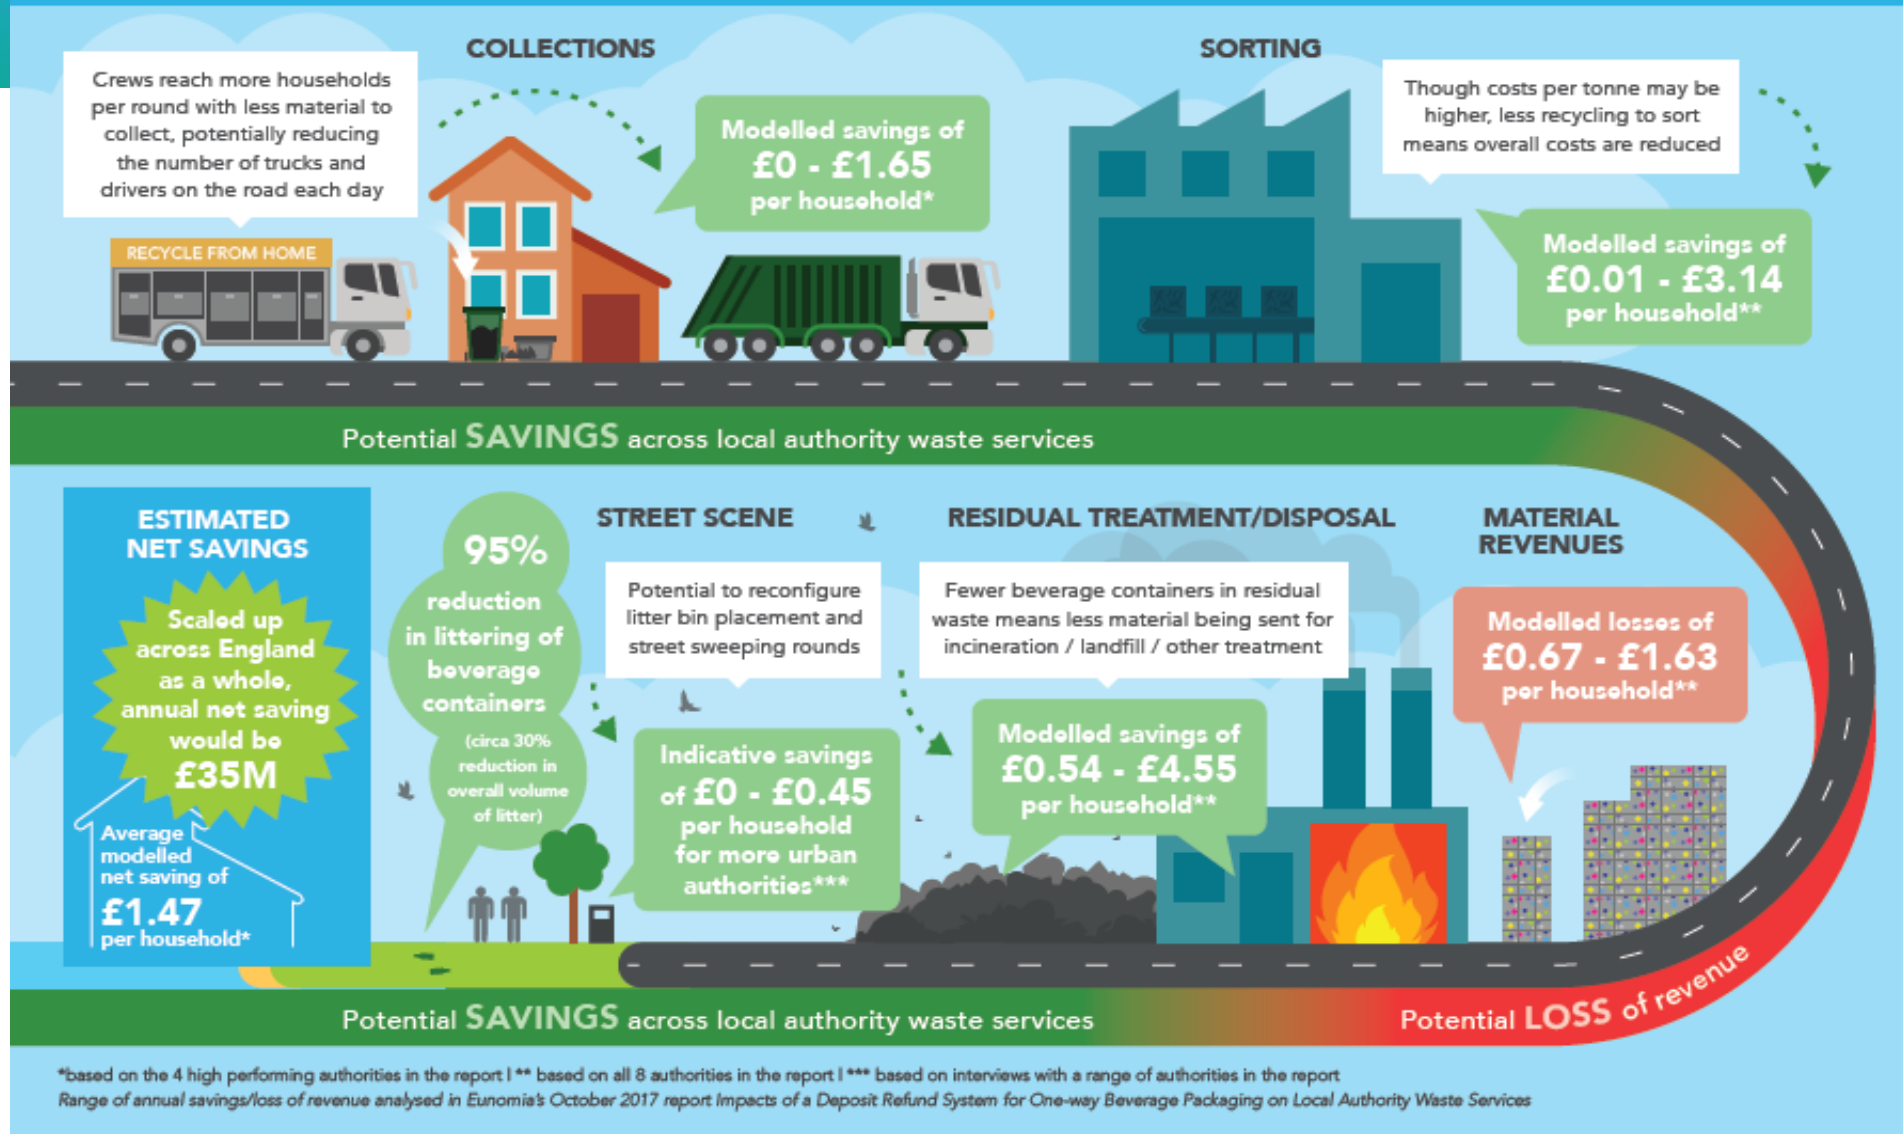 COLLECTIONS
Crews reach more households
per round with less material to
collect, potentially reducing
the number of trucks and
drivers on the road each day
RECYCLE FROM HOME
Modelled savings of
£0 - £1.65
per household*
SORTING
Though costs per tonne may be
higher, less recycling to sort
means overall costs are reduced
Modelled savings of
£0.01 - £3.14
per household**
Potential SAVINGS across local authority waste services
ESTIMATED
NET SAVINGS
Scaled up
across England
as a whole,
annual net saving
would be
£35M
Average
modelled
net saving of
£1.47
per household*
95%
reduction
in littering of
beverage
containers
(circa 30%
reduction in
overall volume
of litter)
STREET SCENE
Potential to reconfigure
litter bin placement and
street sweeping rounds
Indicative savings
of £0 - £0.45
per household
for more urban
authorities***
RESIDUAL TREATMENT/DISPOSAL
Fewer beverage containers in residual
waste means less material being sent for
incineration / landfill / other treatment
Modelled savings of
£0.54 - £4.55
per household**
MATERIAL
REVENUES
Modelled losses of
£0.67 - £1.63
per household**
Potential SAVINGS across local authority waste services
Potential LOSS of revenue
*based on the 4 high performing authorities in the report | ** based on all 8 authorities in the report | *** based on interviews with a range of authorities in the report
Range of annual savings/loss of revenue analysed in Eunomia's October 2017 report Impacts of a Deposit Refund System for One-way Beverage Packaging on Local Authority Waste Services